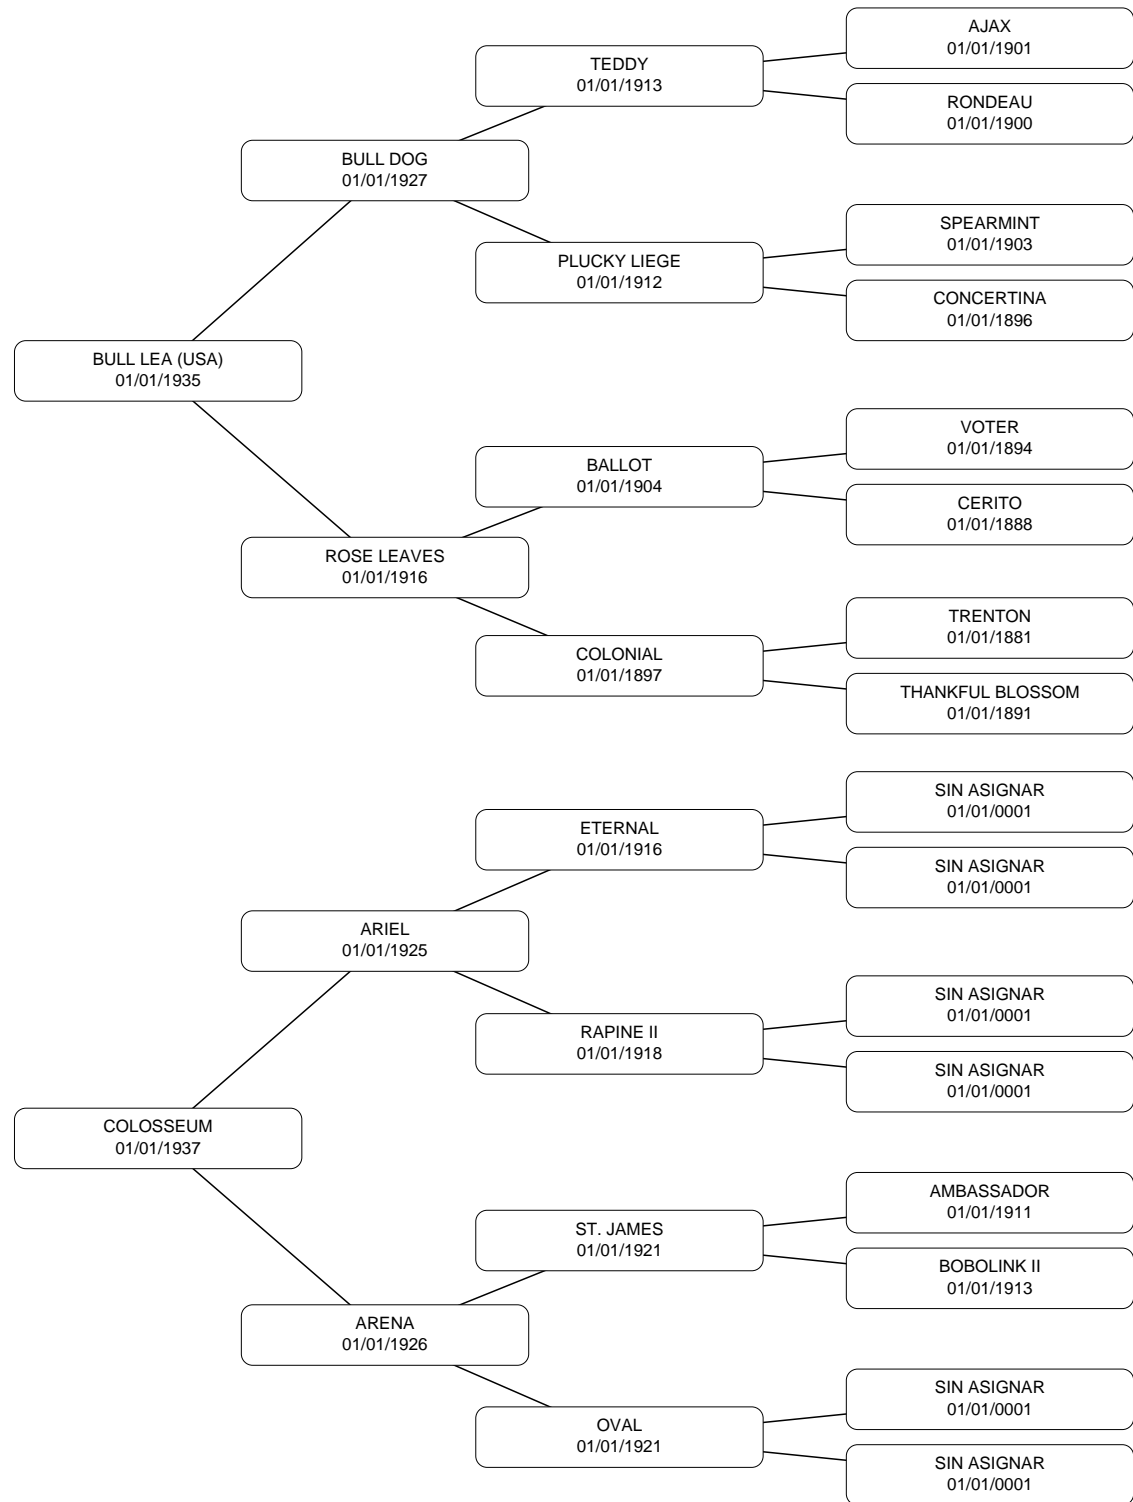 AJAX
01/01/1901
TEDDY
01/01/1913
RONDEAU
01/01/1900
BULL DOG
01/01/1927
SPEARMINT
01/01/1903
PLUCKY LIEGE
01/01/1912
CONCERTINA
01/01/1896
BULL LEA (USA)
01/01/1935
VOTER
01/01/1894
BALLOT
01/01/1904
CERITO
01/01/1888
ROSE LEAVES
01/01/1916
TRENTON
01/01/1881
COLONIAL
01/01/1897
THANKFUL BLOSSOM
01/01/1891
SIN ASIGNAR
01/01/0001
ETERNAL
01/01/1916
SIN ASIGNAR
01/01/0001
ARIEL
01/01/1925
SIN ASIGNAR
01/01/0001
RAPINE II
01/01/1918
SIN ASIGNAR
01/01/0001
COLOSSEUM
01/01/1937
AMBASSADOR
01/01/1911
ST. JAMES
01/01/1921
BOBOLINK II
01/01/1913
ARENA
01/01/1926
SIN ASIGNAR
01/01/0001
OVAL
01/01/1921
SIN ASIGNAR
01/01/0001